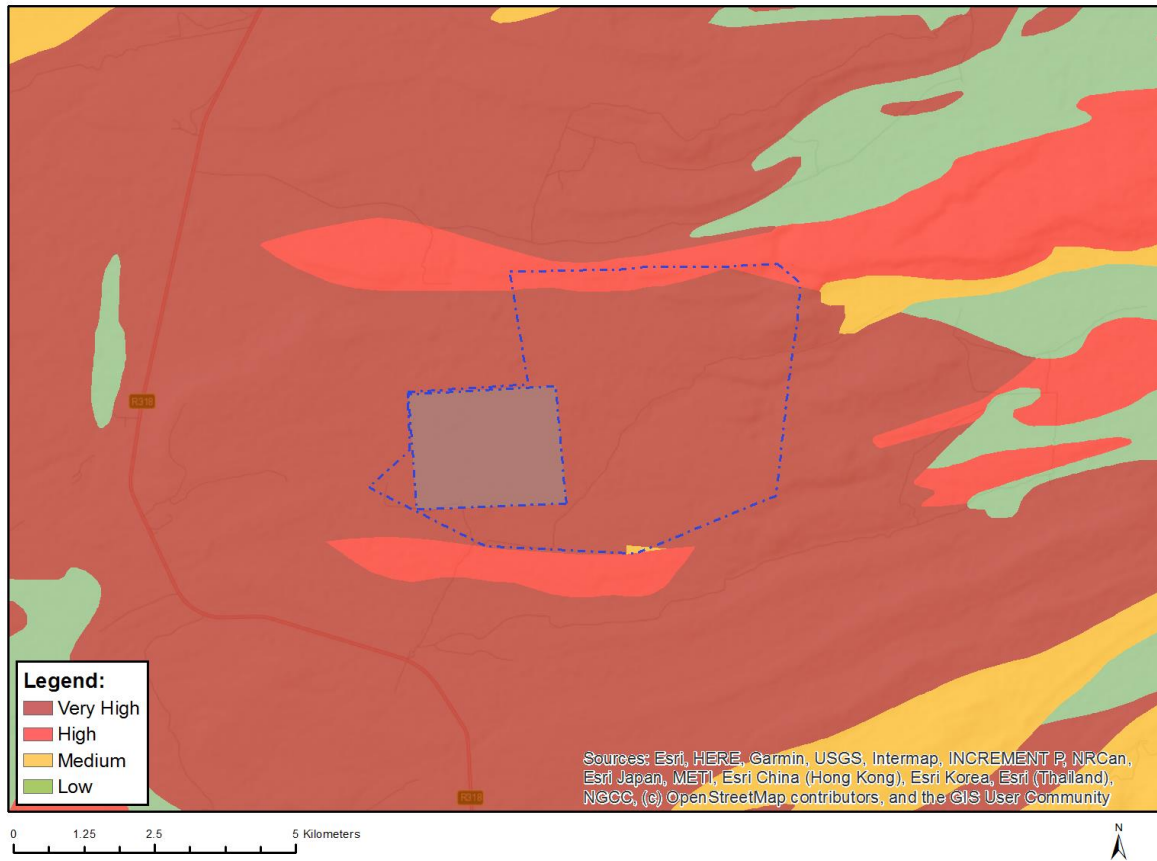 R318
R318
Legend:
Very High
High
Medium
Low
Sources: Esri, HERE, Garmin, USGS, Intermap, INCREMENT P, NRCan,
Esri Japan, METI, Esri China (Hong Kong), Esri Korea, Esri (Thailand),
NGCC, (c) OpenStreetMap contributors, and the GIS User Community
0 1.25 2.5 5 Kilometers
N